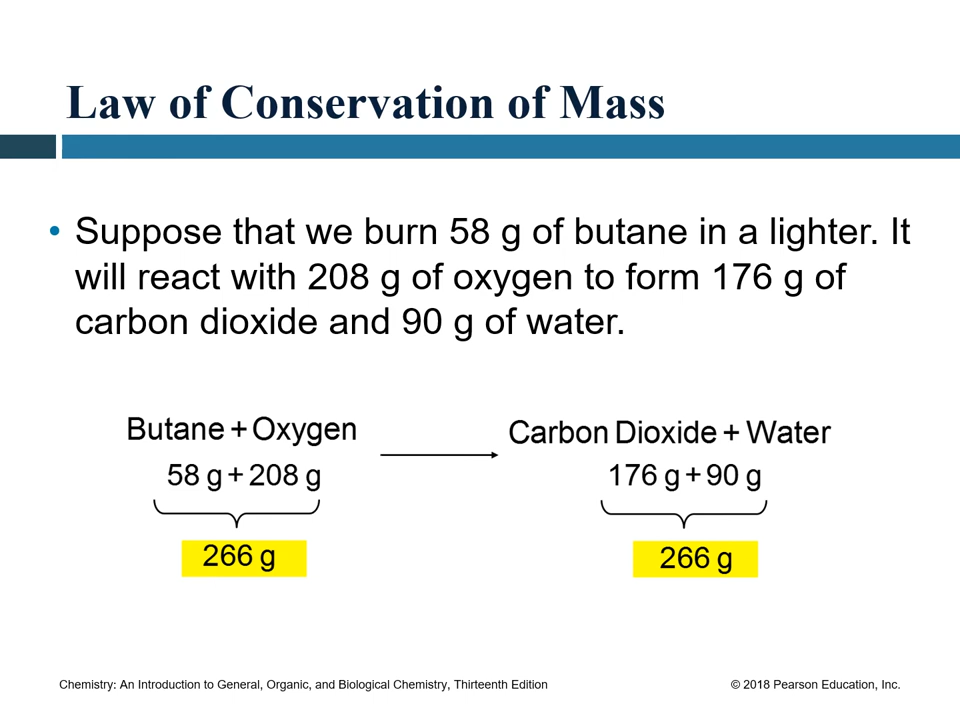 Law of Conservation of Mass
• Suppose that we burn 58 g of butane in a lighter. It
will react with 208 g of oxygen to form 176 g of
carbon dioxide and 90 g of water.
Butane + Oxygen
58 g + 208 g
266 g
Carbon Dioxide + Water
176 g + 90 g
266 g
Chemistry: An Introduction to General, Organic, and Biological Chemistry, Thirteenth Edition
© 2018 Pearson Education, Inc.